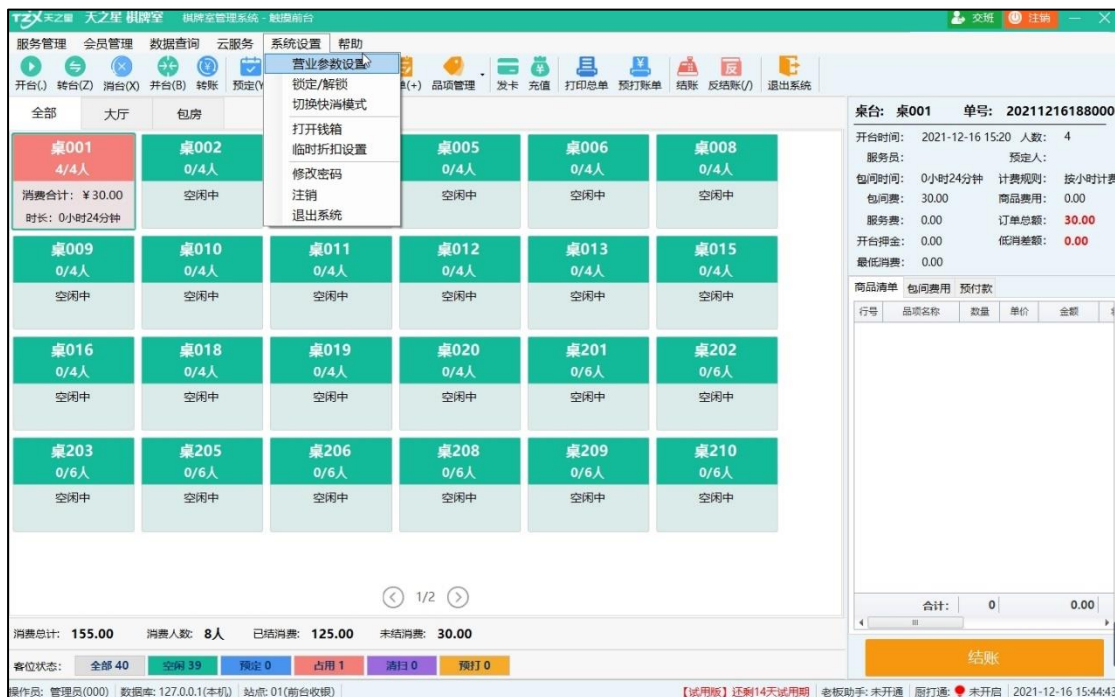 TZX天之星 天之星 棋牌室 棋牌室管理系统 - 触摸前台 交班 注销
服务管理 会员管理 数据查询 云服务 系统设置 帮助
开台(.) 转台(Z) 消台(X) 并台(B) 转账 预定(Y (+) 品项管理 发卡 充值 打印总单 预打账单 结账 反结账(/) 退出系统
营业参数设置
锁定/解锁
切换快消模式
打开钱箱
临时折扣设置
修改密码
注销
退出系统
全部 大厅 包房
桌001 桌002 桌005 桌006 桌008
4/4人 0/4人 0/4人 0/4人 0/4人
消费合计: ¥30.00 空闲中 空闲中 空闲中 空闲中
时长: 0小时24分钟
桌009 桌010 桌011 桌012 桌013 桌015
0/4人 0/4人 0/4人 0/4人 0/4人 0/4人
空闲中 空闲中 空闲中 空闲中 空闲中 空闲中
桌016 桌018 桌019 桌020 桌201 桌202
0/4人 0/4人 0/4人 0/4人 0/6人 0/6人
空闲中 空闲中 空闲中 空闲中 空闲中 空闲中
桌203 桌205 桌206 桌208 桌209 桌210
0/6人 0/6人 0/6人 0/6人 0/6人 0/6人
空闲中 空闲中 空闲中 空闲中 空闲中 空闲中
1/2
消费总计: 155.00 消费人数: 8人 已结消费: 125.00 未结消费: 30.00
客位状态: 全部 40 空闲 39 预定 0 占用 1 清扫 0 预打 0
桌台: 桌001 单号: 20211216188000
开台时间: 2021-12-16 15:20 人数: 4
服务员: 预定人:
包间时间: 0小时24分钟 计费规则: 按小时计费
包间费: 30.00 商品费用: 0.00
服务费: 0.00 订单总额: 30.00
开台押金: 0.00 低消差额: 0.00
最低消费: 0.00
商品清单 包间费用 预付款
行号 品项名称 数量 单价 金额
合计: 0 0.00
结账
操作员: 管理员(000) 数据库: 127.0.0.1(本机) 站点: 01(前台收银) 【试用版】还剩14天试用期 老板助手: 未开通 厨打通: 未开启 2021-12-16 15:44:43